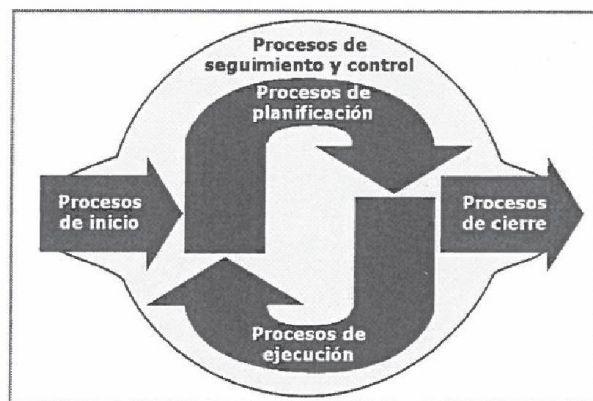 Procesos de
seguimiento y control
Procesos de
planificación
Procesos
de inicio
Procesos
de cierre
Procesos de
ejecución